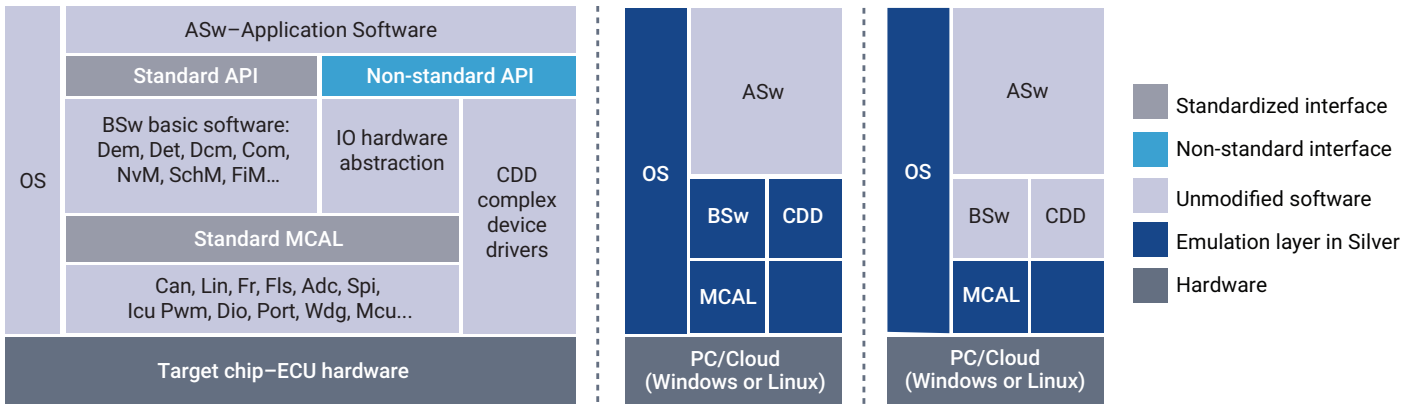 OS
ASw–Application Software
Standard API
Non-standard API
BSw basic software:
Dem, Det, Dcm, Com,
NvM, SchM, FiM...
IO hardware
abstraction
CDD
complex
device
drivers
Standard MCAL
Can, Lin, Fr, Fls, Adc, Spi,
Icu Pwm, Dio, Port, Wdg, Mcu...
Target chip–ECU hardware
OS
ASw
BSw
CDD
MCAL
PC/Cloud
(Windows or Linux)
OS
ASw
BSw
CDD
MCAL
PC/Cloud
(Windows or Linux)
Standardized interface
Non-standard interface
Unmodified software
Emulation layer in Silver
Hardware